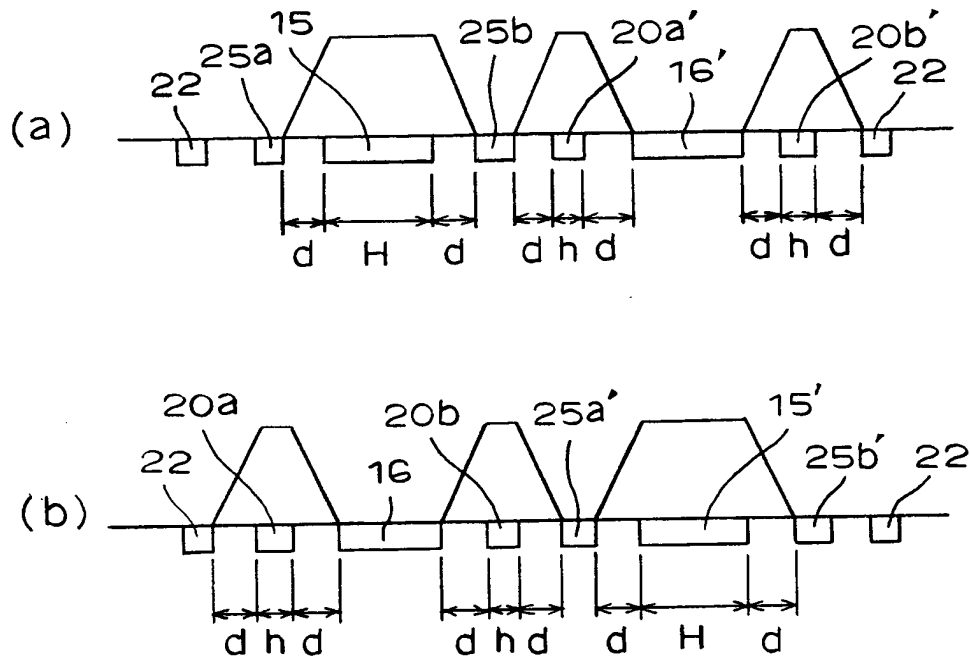 15 25b 20a′ 20b′
22 25a 16′ 22
(a)
d H d d h d d h d
20a 20b 25a′ 15′
22 16 25b′ 22
(b)
d h d d h d d H d